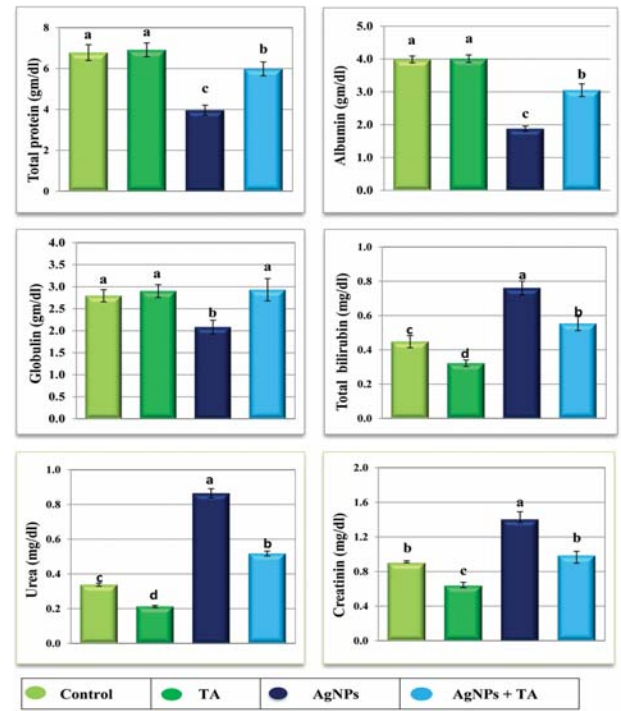 8
6
4
2
0
Total protein (gm/dl)
a
a
c
b
5.0
4.0
3.0
2.0
1.0
0.0
Albumin (gm/dl)
a
a
c
b
4.0
3.5
3.0
2.5
2.0
1.5
1.0
0.5
0.0
Globulin (gm/dl)
a
a
b
a
1.0
0.8
0.6
0.4
0.2
0.0
Total bilirubin (mg/dl)
c
d
a
b
1.0
0.8
0.6
0.4
0.2
0.0
Urea (mg/dl)
c
d
a
b
2.0
1.6
1.2
0.8
0.4
0.0
Creatinin (mg/dl)
b
c
a
b
Control TA AgNPs AgNPs + TA